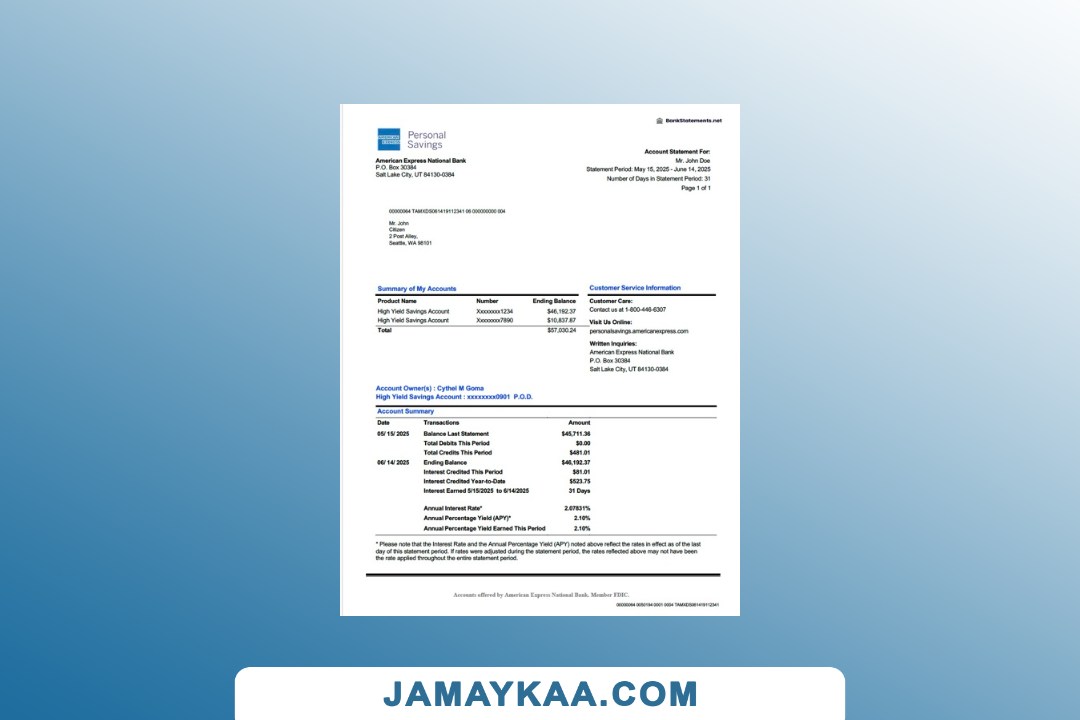 BankStatements.net
AMERICAN EXPRESS
Personal Savings
American Express National Bank
P.O. Box 30384
Salt Lake City, UT 84130-0384
Account Statement For:
Mr. John Doe
Statement Period: May 15, 2025 - June 14, 2025
Number of Days in Statement Period: 31
Page 1 of 1
Mr. John
Citizen
2 Post Alley,
Seattle, WA 98101
Summary of My Accounts
Product Name Number Ending Balance
High Yield Savings Account Xxxxxxxx1234 $46,192.37
High Yield Savings Account Xxxxxxxx7890 $10,837.87
Total $57,030.24
Customer Service Information
Customer Care:
Contact us at 1-800-446-6307
Visit Us Online:
personalsavings.americanexpress.com
Written Inquiries:
American Express National Bank
P.O. Box 30384
Salt Lake City, UT 84130-0384
Account Owner(s) : Cythel M Goma
High Yield Savings Account : xxxxxxxx0901 P.O.D.
Account Summary
Date Transactions Amount
05/ 15/ 2025 Balance Last Statement $45,711.36
Total Debits This Period $0.00
Total Credits This Period $481.01
06/ 14/ 2025 Ending Balance $46,192.37
Interest Credited This Period $81.01
Interest Credited Year-to-Date $523.75
Interest Earned 5/15/2025 to 6/14/2025 31 Days
Annual Interest Rate* 2.07831%
Annual Percentage Yield (APY)* 2.10%
Annual Percentage Yield Earned This Period 2.10%
* Please note that the Interest Rate and the Annual Percentage Yield (APY) noted above reflect the rates in effect as of the last
day of this statement period. If rates were adjusted during the statement period, the rates reflected above may not have been
the rate applied throughout the entire statement period.
Accounts offered by American Express National Bank, Member FDIC.
JAMAYKAA.COM